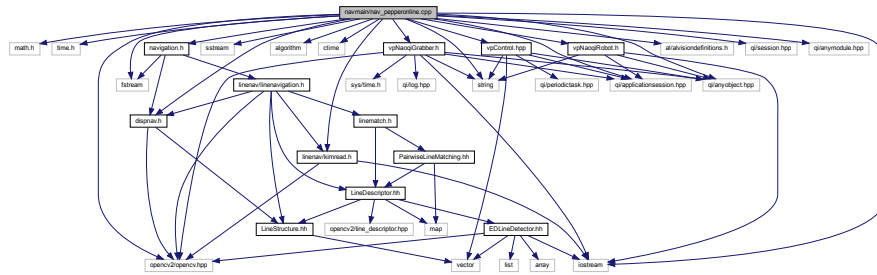 navmain/nav_pepperonline.cpp
math.h
time.h
navigation.h
sstream
algorithm
ctime
vpNaoqiGrabber.h
vpControl.hpp
vpNaoqiRobot.h
al/alvisiondefinitions.h
qi/session.hpp
qi/anymodule.hpp
fstream
linenav/linenavigation.h
sys/time.h
qi/log.hpp
string
qi/periodictask.hpp
qi/applicationsession.hpp
qi/anyobject.hpp
dispnav.h
linematch.h
linenav/kimread.h
PairwiseLineMatching.hh
LineDescriptor.hh
LineStructure.hh
opencv2/line_descriptor.hpp
map
EDLineDetector.hh
opencv2/opencv.hpp
vector
list
array
iostream